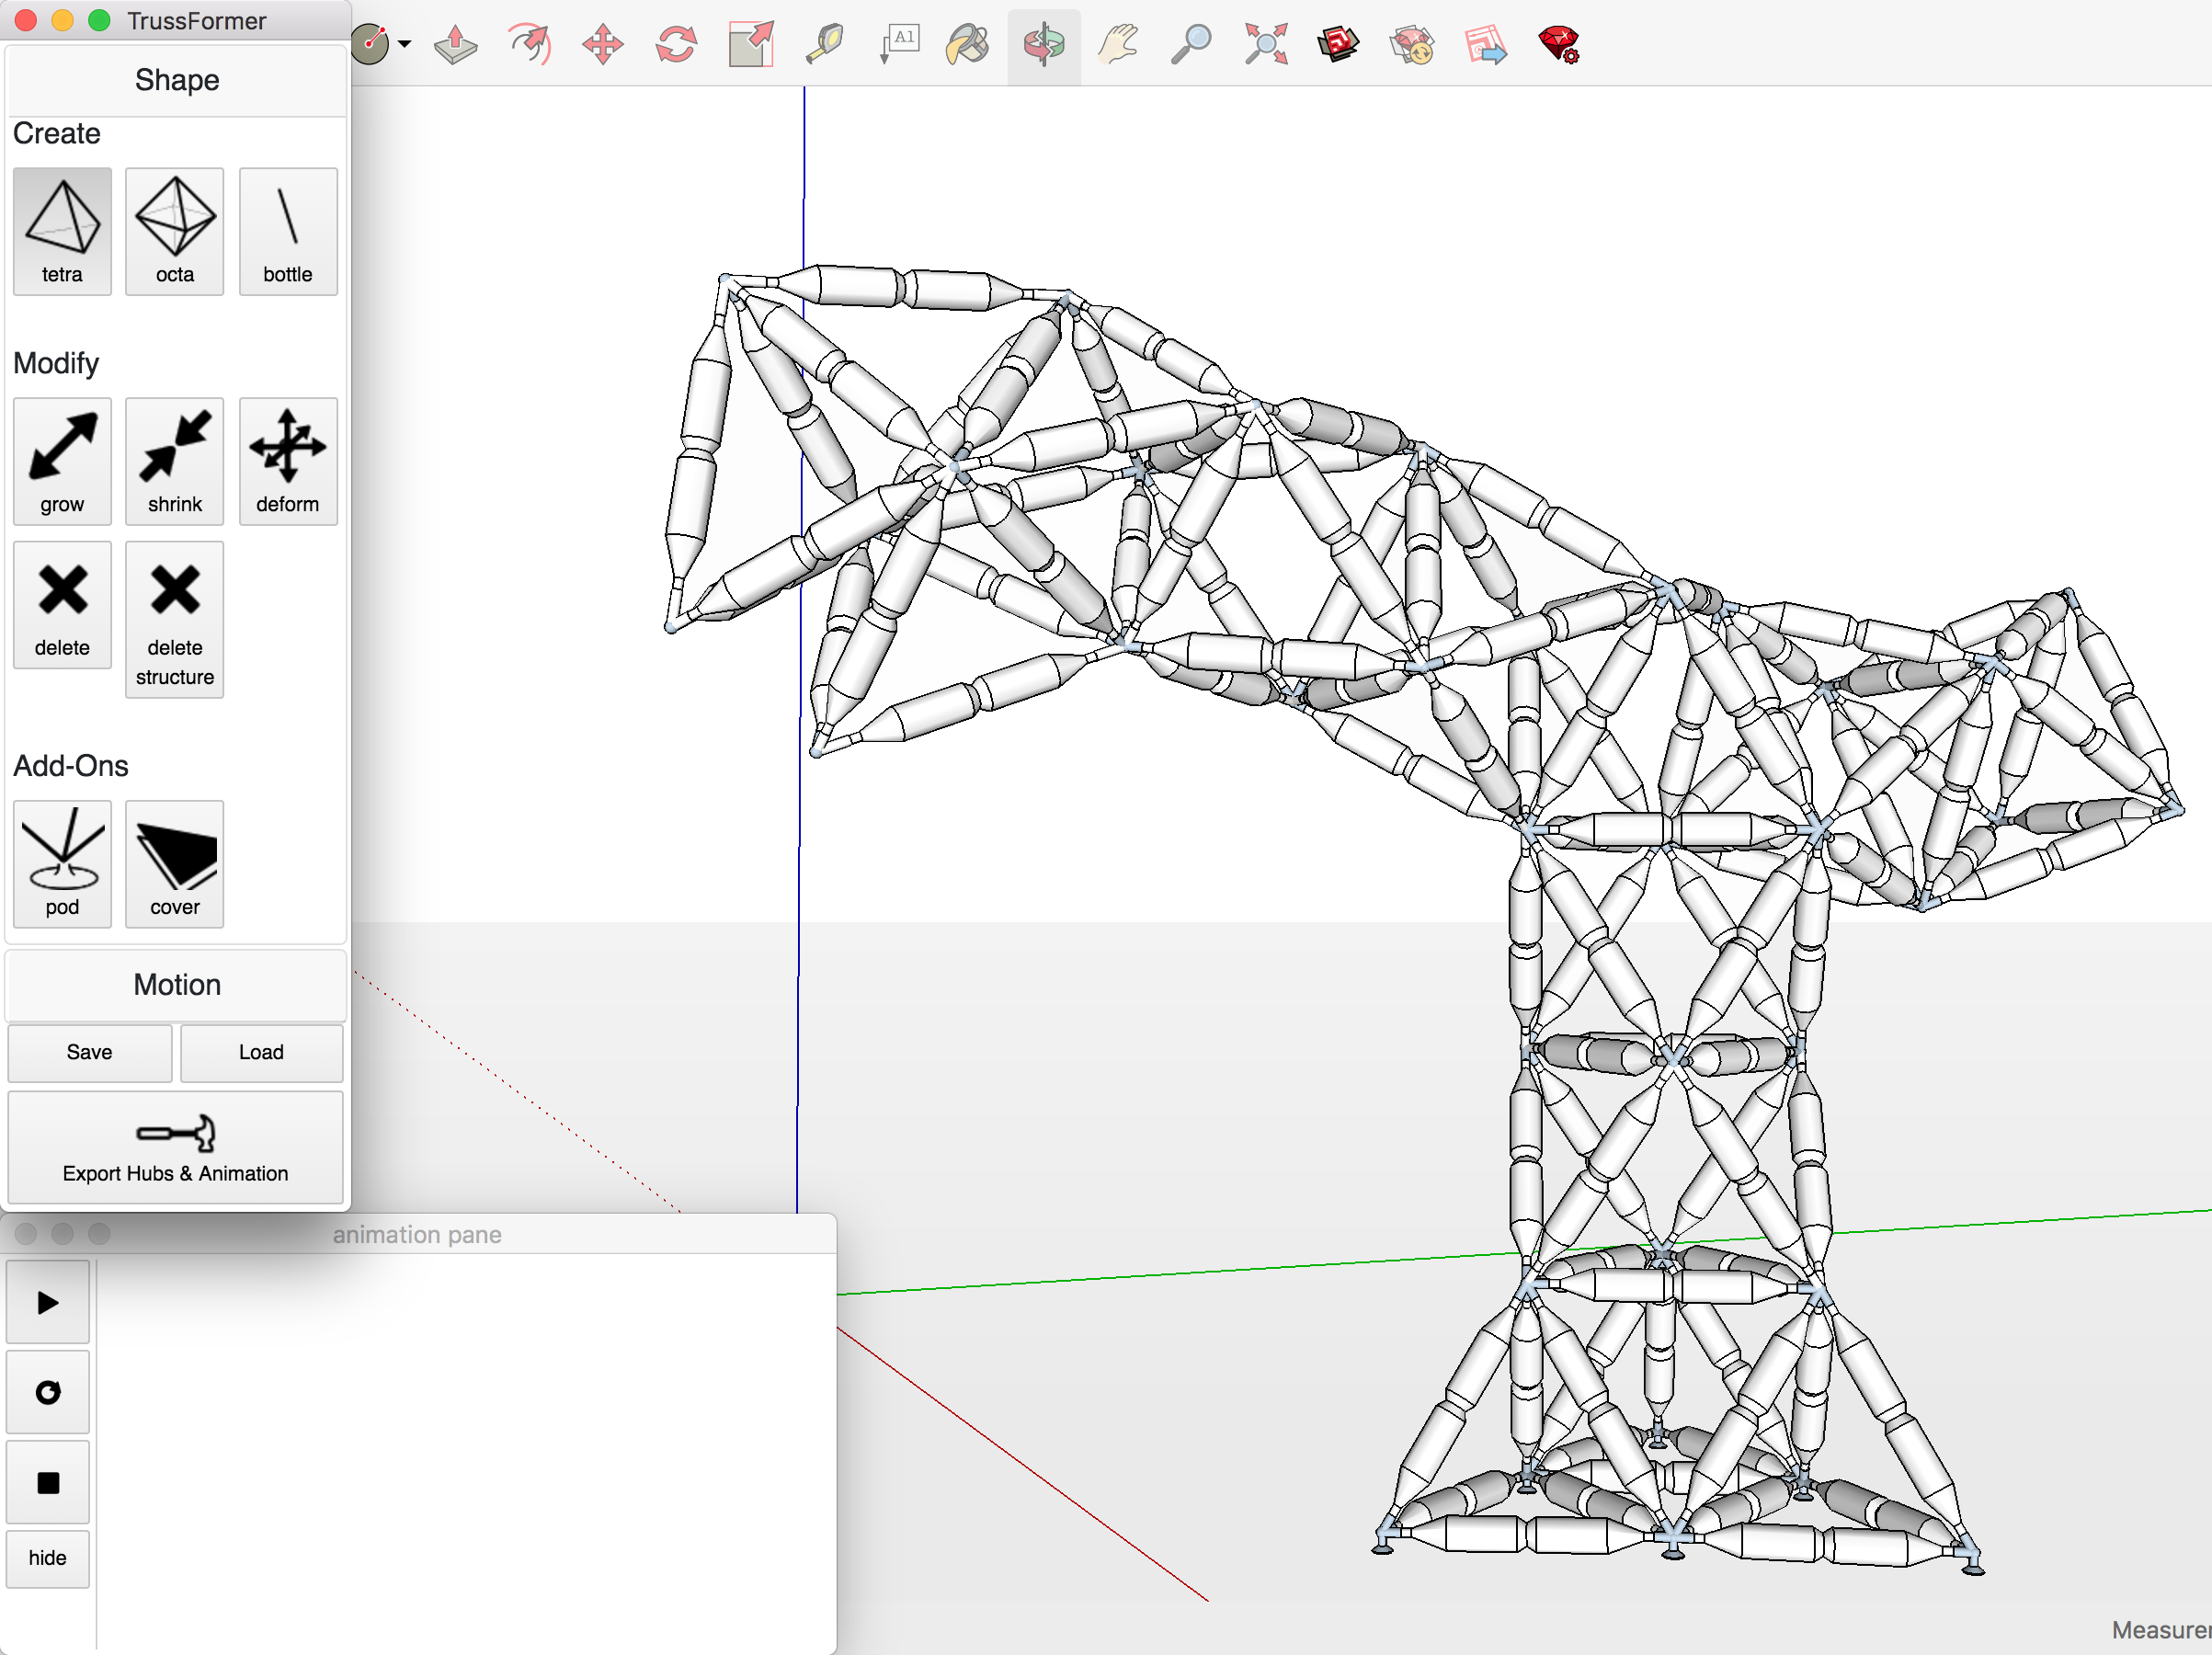 TrussFormer
Shape
Create
tetra
octa
bottle
Modify
grow
shrink
deform
delete
delete
structure
Add-Ons
pod
cover
Motion
Save
Load
Export Hubs & Animation
animation pane
hide
A1
Measurer